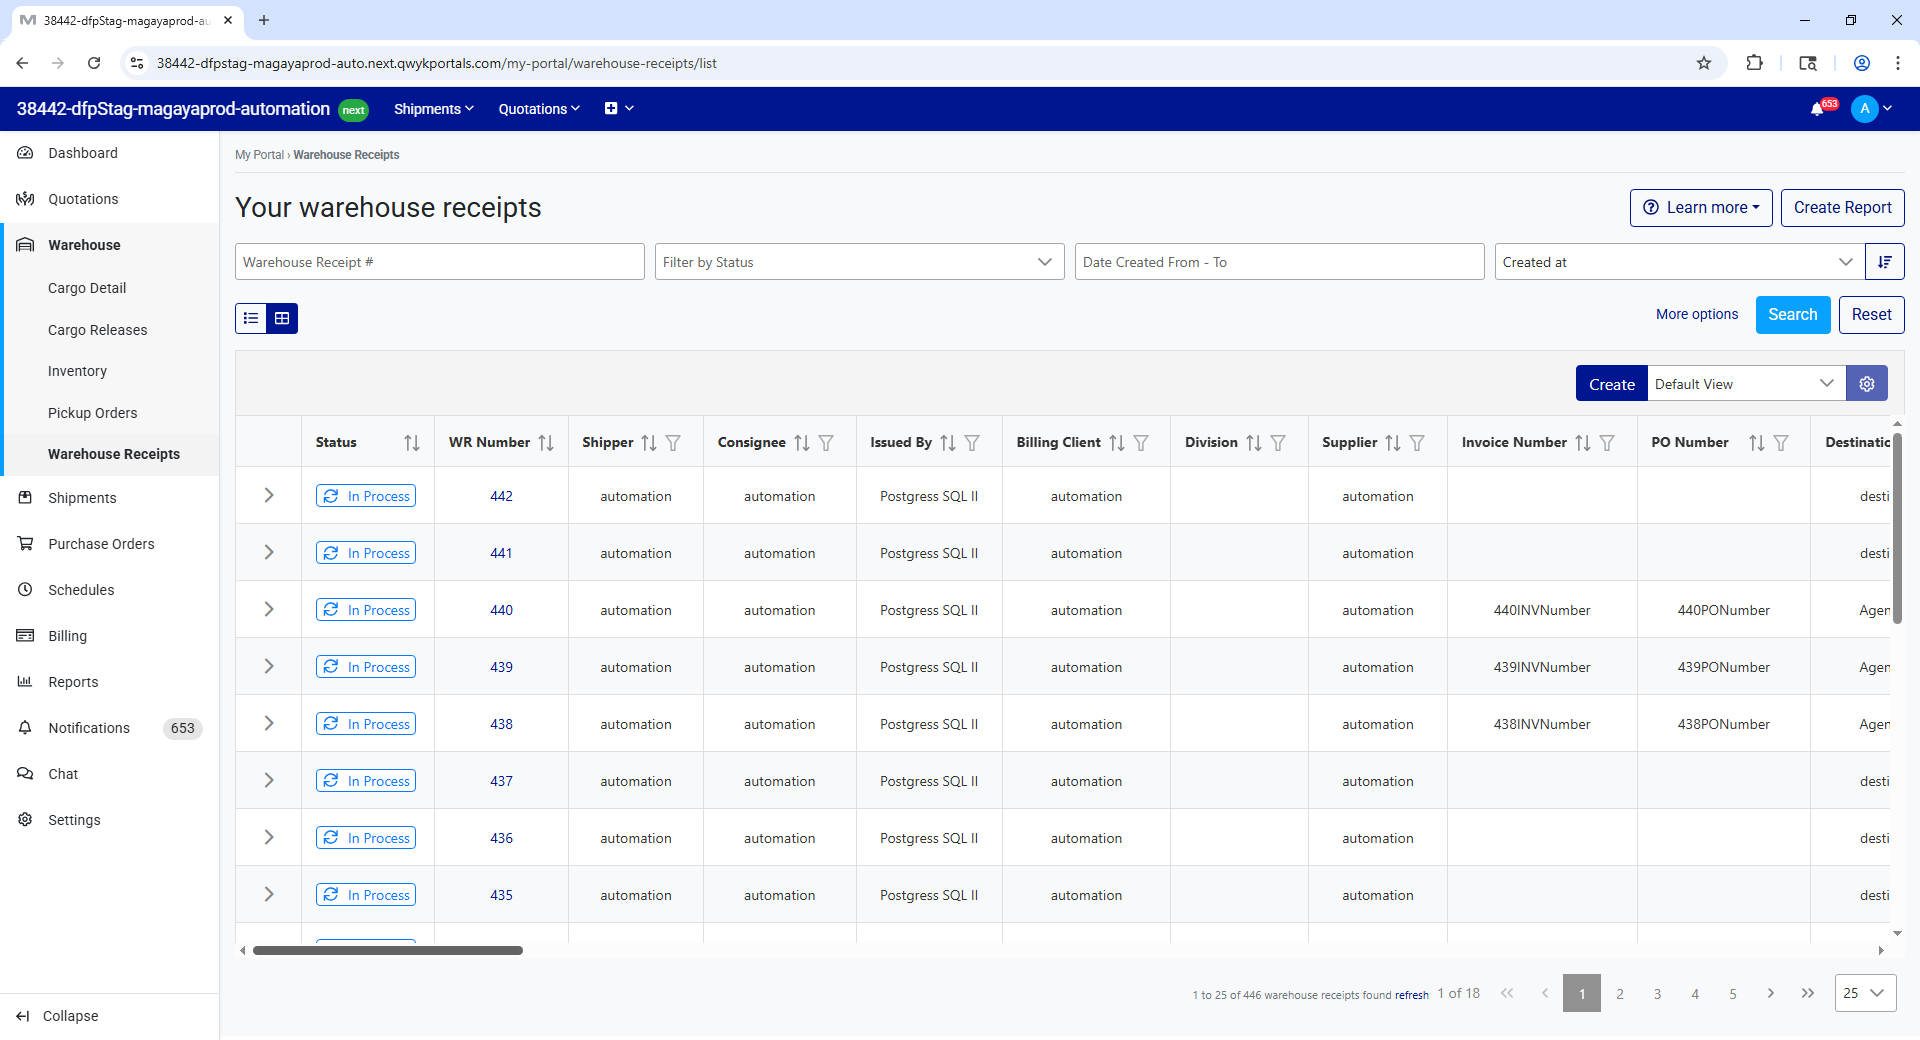 38442-dfpStag-magayaprod-au
38442-dfpstag-magayaprod-auto.next.qwykportals.com/my-portal/warehouse-receipts/list
38442-dfpStag-magayaprod-automation next Shipments Quotations 653 A
Dashboard
Quotations
Warehouse
Cargo Detail
Cargo Releases
Inventory
Pickup Orders
Warehouse Receipts
Shipments
Purchase Orders
Schedules
Billing
Reports
Notifications 653
Chat
Settings
Collapse
My Portal › Warehouse Receipts
Your warehouse receipts
Learn more Create Report
Warehouse Receipt # Filter by Status Date Created From - To Created at
More options Search Reset
Create Default View
Status WR Number Shipper Consignee Issued By Billing Client Division Supplier Invoice Number PO Number Destinatio
In Process 442 automation automation Postgress SQL II automation automation desti
In Process 441 automation automation Postgress SQL II automation automation desti
In Process 440 automation automation Postgress SQL II automation automation 440INVNumber 440PONumber Agen
In Process 439 automation automation Postgress SQL II automation automation 439INVNumber 439PONumber Agen
In Process 438 automation automation Postgress SQL II automation automation 438INVNumber 438PONumber Agen
In Process 437 automation automation Postgress SQL II automation automation desti
In Process 436 automation automation Postgress SQL II automation automation desti
In Process 435 automation automation Postgress SQL II automation automation desti
1 to 25 of 446 warehouse receipts found refresh 1 of 18 1 2 3 4 5 25